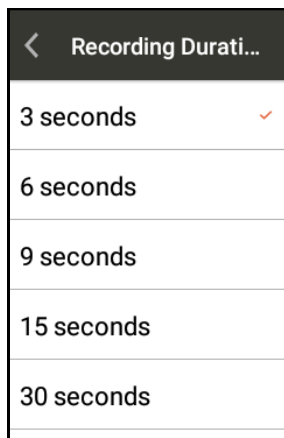 Recording Durati...
3 seconds
6 seconds
9 seconds
15 seconds
30 seconds